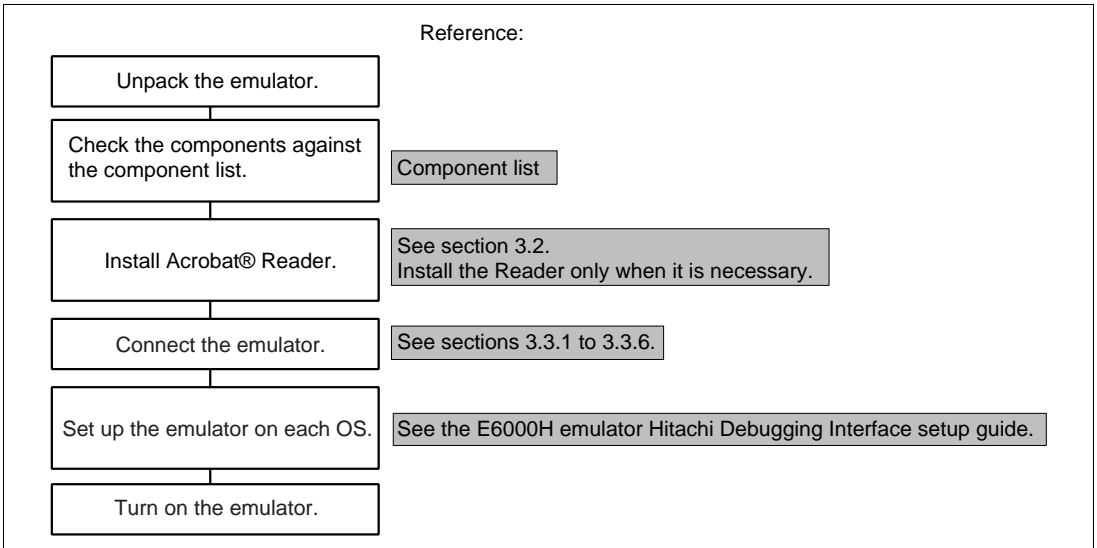 Reference:
Unpack the emulator.
Check the components against
the component list.
Component list
Install Acrobat® Reader.
See section 3.2.
Install the Reader only when it is necessary.
Connect the emulator.
See sections 3.3.1 to 3.3.6.
Set up the emulator on each OS.
See the E6000H emulator Hitachi Debugging Interface setup guide.
Turn on the emulator.